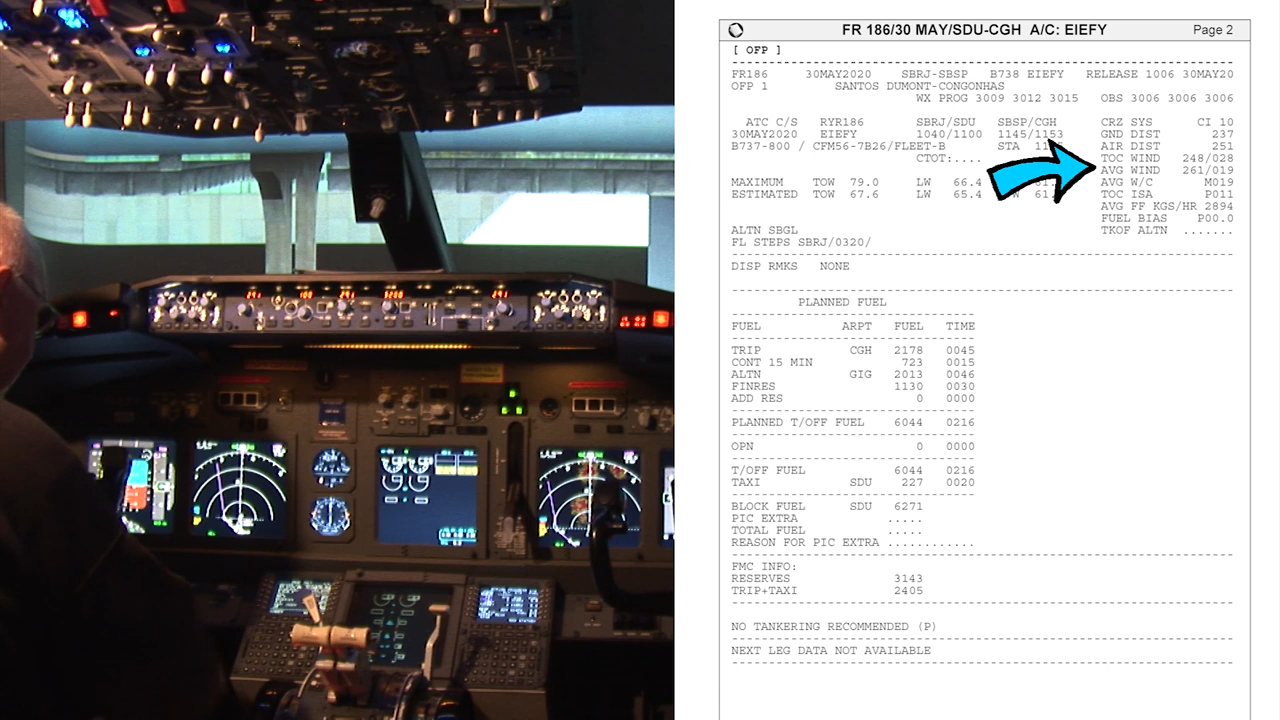 FR 186/30 MAY/SDU-CGH A/C: EIEFY Page 2
[ OFP ]
FR186 30MAY2020 SBRJ-SBSP B738 EIEFY RELEASE 1006 30MAY20
OFP 1 SANTOS DUMONT-CONGONHAS
WX PROG 3009 3012 3015 OBS 3006 3006 3006
ATC C/S RYR186 SBRJ/SDU SBSP/CGH CRZ SYS CI 10
30MAY2020 EIEFY 1040/1100 1145/1153 GND DIST 237
B737-800 / CFM56-7B26/FLEET-B STA AIR DIST 251
CTOT:.... TOC WIND 248/028
AVG WIND 261/019
MAXIMUM TOW 79.0 LW 66.4 AVG W/C M019
ESTIMATED TOW 67.6 LW 65.4 TOC ISA P011
AVG FF KGS/HR 2894
FUEL BIAS P00.0
ALTN SBGL TKOF ALTN .......
FL STEPS SBRJ/0320/
DISP RMKS NONE
PLANNED FUEL
FUEL ARPT FUEL TIME
TRIP CGH 2178 0045
CONT 15 MIN 723 0015
ALTN GIG 2013 0046
FINRES 1130 0030
ADD RES 0 0000
PLANNED T/OFF FUEL 6044 0216
OPN 0 0000
T/OFF FUEL 6044 0216
TAXI SDU 227 0020
BLOCK FUEL SDU 6271
PIC EXTRA .....
TOTAL FUEL .....
REASON FOR PIC EXTRA ............
FMC INFO:
RESERVES 3143
TRIP+TAXI 2405
NO TANKERING RECOMMENDED (P)
NEXT LEG DATA NOT AVAILABLE